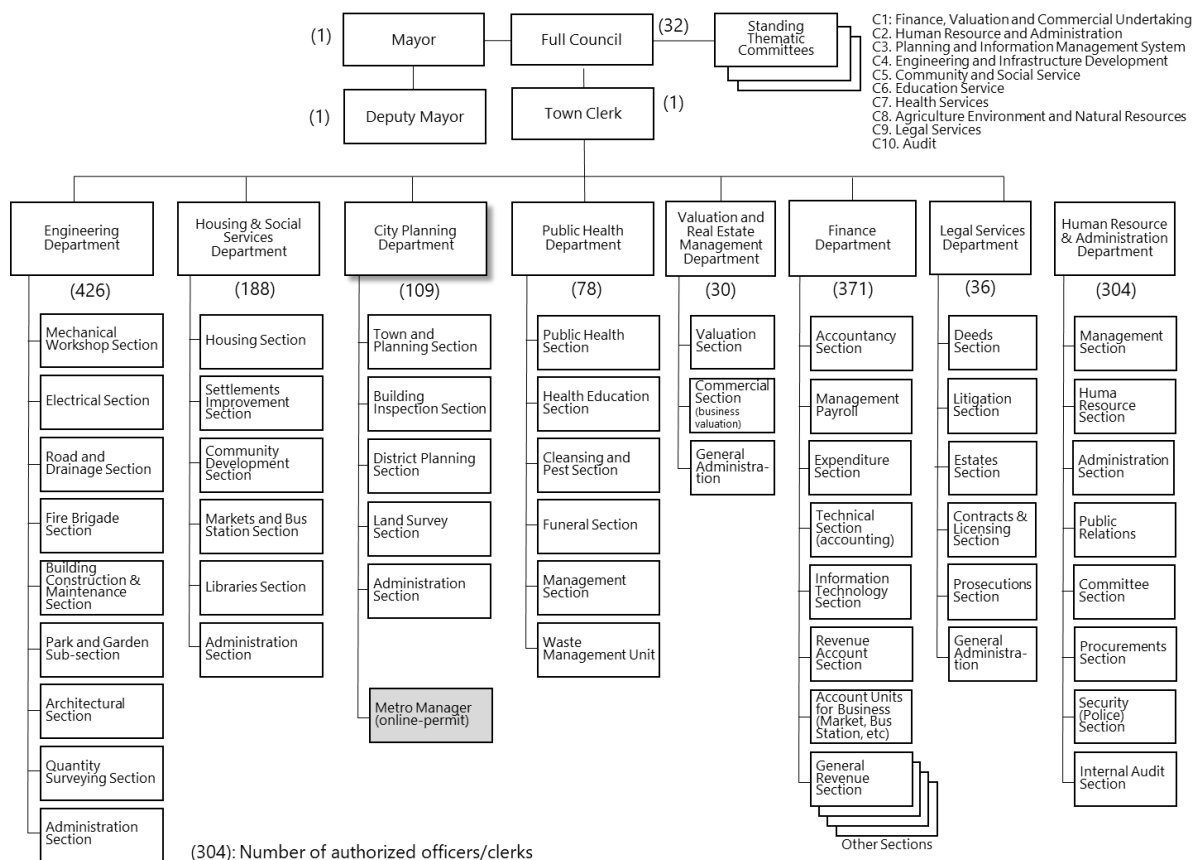 (1)
Mayor
Full Council
(32)
Standing
Thematic
Committees
C1: Finance, Valuation and Commercial Undertaking
C2. Human Resource and Administration
C3. Planning and Information Management System
C4. Engineering and Infrastructure Development
C5. Community and Social Service
C6. Education Service
C7. Health Services
C8. Agriculture Environment and Natural Resources
C9. Legal Services
C10. Audit
(1)
Deputy Mayor
Town Clerk
(1)
Engineering
Department
(426)
Mechanical
Workshop Section
Electrical Section
Road and
Drainage Section
Fire Brigade
Section
Building
Construction &
Maintenance
Section
Park and Garden
Sub-section
Architectural
Section
Quantity
Surveying Section
Administration
Section
Housing & Social
Services
Department
(188)
Housing Section
Settlements
Improvement
Section
Community
Development
Section
Markets and Bus
Station Section
Libraries Section
Administration
Section
City Planning
Department
(109)
Town and
Planning Section
Building
Inspection Section
District Planning
Section
Land Survey
Section
Administration
Section
Metro Manager
(online-permit)
Public Health
Department
(78)
Public Health
Section
Health Education
Section
Cleansing and
Pest Section
Funeral Section
Management
Section
Waste
Management Unit
Valuation and
Real Estate
Management
Department
(30)
Valuation
Section
Commercial
Section
(business
valuation)
General
Administra-
tion
Finance
Department
(371)
Accountancy
Section
Management
Payroll
Expenditure
Section
Technical
Section
(accounting)
Information
Technology
Section
Revenue
Account
Section
Account Units
for Business
(Market, Bus
Station, etc)
General
Revenue
Section
Other Sections
Legal Services
Department
(36)
Deeds
Section
Litigation
Section
Estates
Section
Contracts &
Licensing
Section
Prosecutions
Section
General
Administra-
tion
Human Resource
& Administration
Department
(304)
Management
Section
Huma
Resource
Section
Administration
Section
Public
Relations
Committee
Section
Procurements
Section
Security
(Police)
Section
Internal Audit
Section
(304): Number of authorized officers/clerks